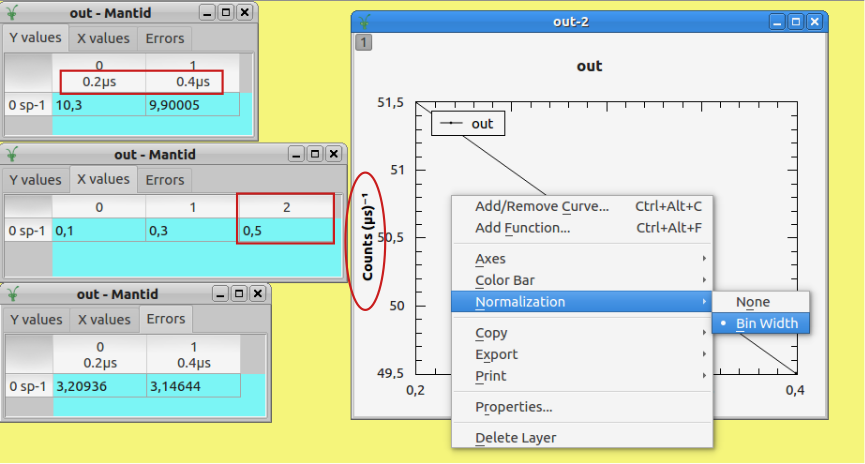 out - Mantid
Y values X values Errors
0 1
0.2µs 0.4µs
0 sp-1 10,3 9,90005
out - Mantid
Y values X values Errors
0 1 2
0 sp-1 0,1 0,3 0,5
out - Mantid
Y values X values Errors
0 1
0.2µs 0.4µs
0 sp-1 3,20936 3,14644
out-2
1
out
51,5
out
51
50,5
50
49,5
0,2 0,4
Counts (µs)⁻¹
Add/Remove Curve... Ctrl+Alt+C
Add Function... Ctrl+Alt+F
Axes
Color Bar
Normalization
Copy
Export
Print
Properties...
Delete Layer
None
Bin Width